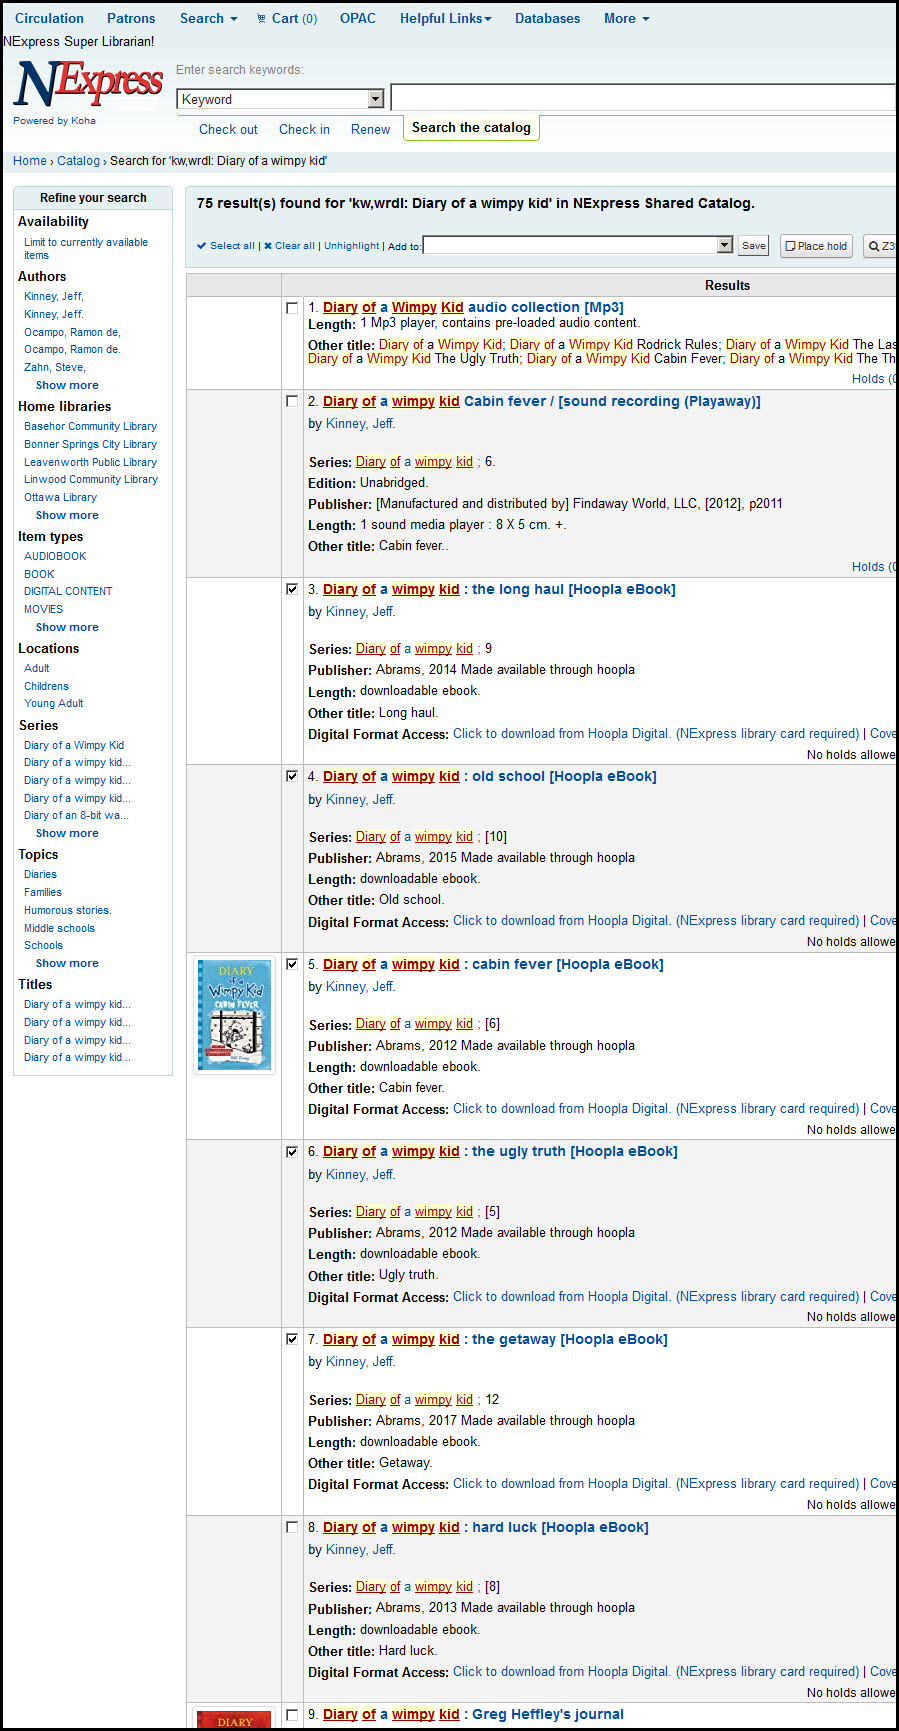 Circulation Patrons Search Cart (0) OPAC Helpful Links Databases More
NExpress Super Librarian!
NExpress
Powered by Koha
Enter search keywords:
Keyword
Check out Check in Renew Search the catalog
Home › Catalog › Search for 'kw,wrdl: Diary of a wimpy kid'
Refine your search
Availability
Limit to currently available
items
Authors
Kinney, Jeff,
Kinney, Jeff.
Ocampo, Ramon de,
Ocampo, Ramon de.
Zahn, Steve,
Show more
Home libraries
Basehor Community Library
Bonner Springs City Library
Leavenworth Public Library
Linwood Community Library
Ottawa Library
Show more
Item types
AUDIOBOOK
BOOK
DIGITAL CONTENT
MOVIES
Show more
Locations
Adult
Childrens
Young Adult
Series
Diary of a Wimpy Kid
Diary of a wimpy kid...
Diary of a wimpy kid...
Diary of a wimpy kid...
Diary of an 8-bit wa...
Show more
Topics
Diaries
Families
Humorous stories.
Middle schools
Schools
Show more
Titles
Diary of a wimpy kid...
Diary of a wimpy kid...
Diary of a wimpy kid...
Diary of a wimpy kid...
75 result(s) found for 'kw,wrdl: Diary of a wimpy kid' in NExpress Shared Catalog.
Select all | Clear all | Unhighlight | Add to: Save Place hold Z3
Results
1. Diary of a Wimpy Kid audio collection [Mp3]
Length: 1 Mp3 player, contains pre-loaded audio content.
Other title: Diary of a Wimpy Kid; Diary of a Wimpy Kid Rodrick Rules; Diary of a Wimpy Kid The Las
Diary of a Wimpy Kid The Ugly Truth; Diary of a Wimpy Kid Cabin Fever; Diary of a Wimpy Kid The Th
Holds (0
2. Diary of a wimpy kid Cabin fever / [sound recording (Playaway)]
by Kinney, Jeff.
Series: Diary of a wimpy kid ; 6.
Edition: Unabridged.
Publisher: [Manufactured and distributed by] Findaway World, LLC, [2012], p2011
Length: 1 sound media player : 8 X 5 cm. +.
Other title: Cabin fever..
Holds (0
3. Diary of a wimpy kid : the long haul [Hoopla eBook]
by Kinney, Jeff.
Series: Diary of a wimpy kid ; 9
Publisher: Abrams, 2014 Made available through hoopla
Length: downloadable ebook.
Other title: Long haul.
Digital Format Access: Click to download from Hoopla Digital. (NExpress library card required) | Cove
No holds allowe
4. Diary of a wimpy kid : old school [Hoopla eBook]
by Kinney, Jeff.
Series: Diary of a wimpy kid ; [10]
Publisher: Abrams, 2015 Made available through hoopla
Length: downloadable ebook.
Other title: Old school.
Digital Format Access: Click to download from Hoopla Digital. (NExpress library card required) | Cove
No holds allowe
DIARY
of a
Wimpy Kid
CABIN FEVER
5. Diary of a wimpy kid : cabin fever [Hoopla eBook]
by Kinney, Jeff.
Series: Diary of a wimpy kid ; [6]
Publisher: Abrams, 2012 Made available through hoopla
Length: downloadable ebook.
Other title: Cabin fever.
Digital Format Access: Click to download from Hoopla Digital. (NExpress library card required) | Cove
No holds allowe
6. Diary of a wimpy kid : the ugly truth [Hoopla eBook]
by Kinney, Jeff.
Series: Diary of a wimpy kid ; [5]
Publisher: Abrams, 2012 Made available through hoopla
Length: downloadable ebook.
Other title: Ugly truth.
Digital Format Access: Click to download from Hoopla Digital. (NExpress library card required) | Cove
No holds allowe
7. Diary of a wimpy kid : the getaway [Hoopla eBook]
by Kinney, Jeff.
Series: Diary of a wimpy kid ; 12
Publisher: Abrams, 2017 Made available through hoopla
Length: downloadable ebook.
Other title: Getaway.
Digital Format Access: Click to download from Hoopla Digital. (NExpress library card required) | Cove
No holds allowe
8. Diary of a wimpy kid : hard luck [Hoopla eBook]
by Kinney, Jeff.
Series: Diary of a wimpy kid ; [8]
Publisher: Abrams, 2013 Made available through hoopla
Length: downloadable ebook.
Other title: Hard luck.
Digital Format Access: Click to download from Hoopla Digital. (NExpress library card required) | Cove
No holds allowe
DIARY
9. Diary of a wimpy kid : Greg Heffley's journal